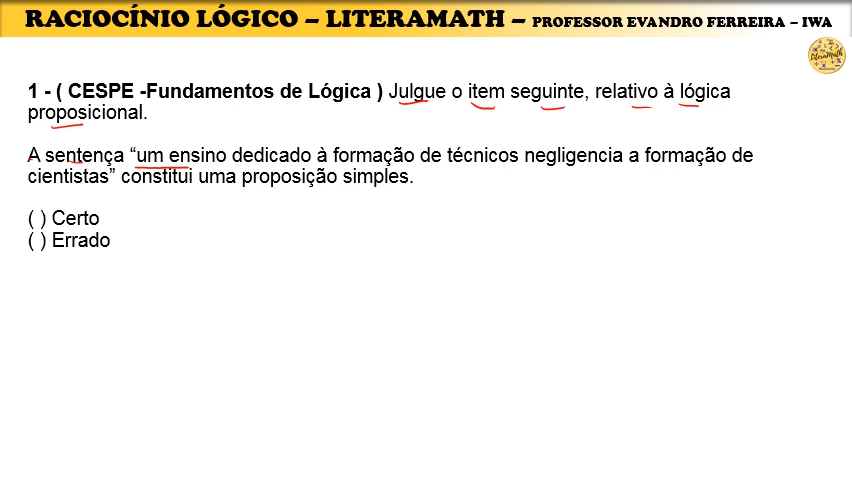 RACIOCÍNIO LÓGICO – LITERAMATH – PROFESSOR EVANDRO FERREIRA – IWA
LiteraMath
1 - ( CESPE -Fundamentos de Lógica ) Julgue o item seguinte, relativo à lógica
proposicional.
A sentença “um ensino dedicado à formação de técnicos negligencia a formação de
cientistas” constitui uma proposição simples.
( ) Certo
( ) Errado